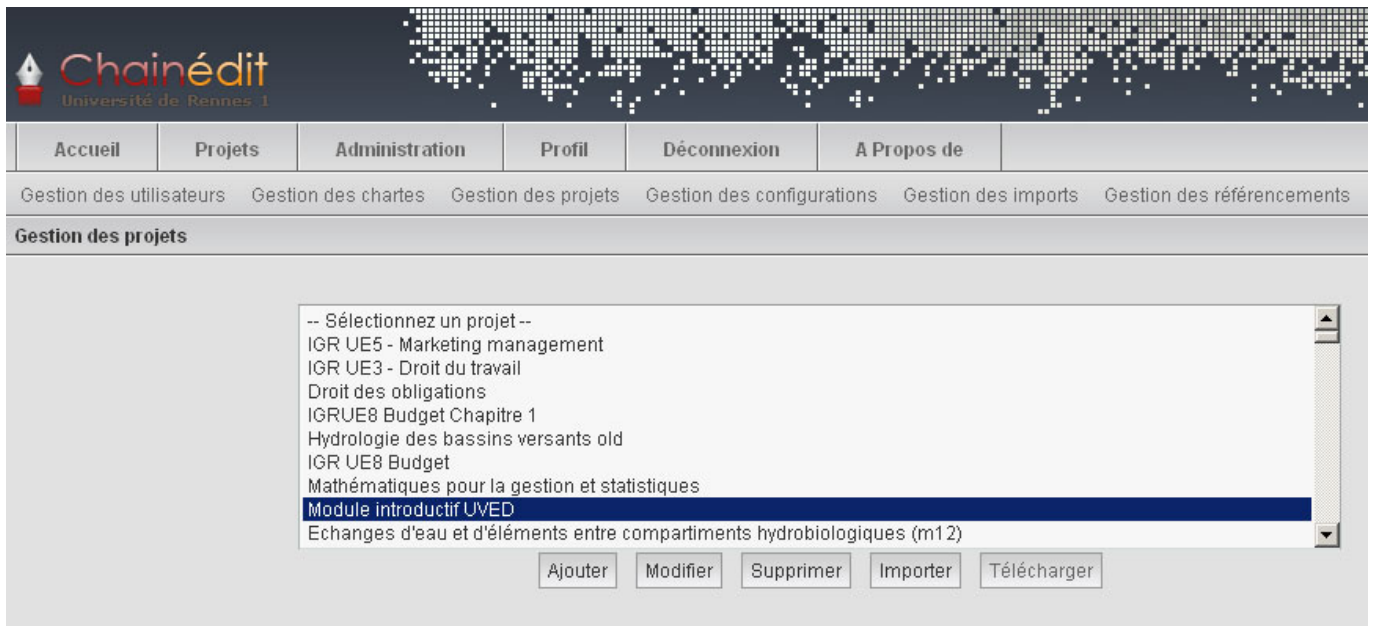 Chainédit
Université de Rennes 1
Accueil Projets Administration Profil Déconnexion A Propos de
Gestion des utilisateurs Gestion des chartes Gestion des projets Gestion des configurations Gestion des imports Gestion des référencements
Gestion des projets
-- Sélectionnez un projet --
IGR UE5 - Marketing management
IGR UE3 - Droit du travail
Droit des obligations
IGRUE8 Budget Chapitre 1
Hydrologie des bassins versants old
IGR UE8 Budget
Mathématiques pour la gestion et statistiques
Module introductif UVED
Echanges d'eau et d'éléments entre compartiments hydrobiologiques (m12)
Ajouter Modifier Supprimer Importer Télécharger